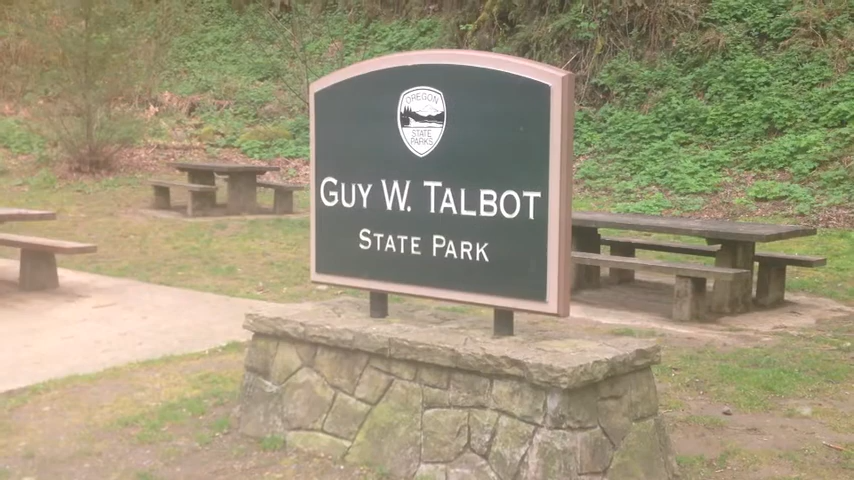 OREGON
STATE
PARKS
GUY W. TALBOT
STATE PARK